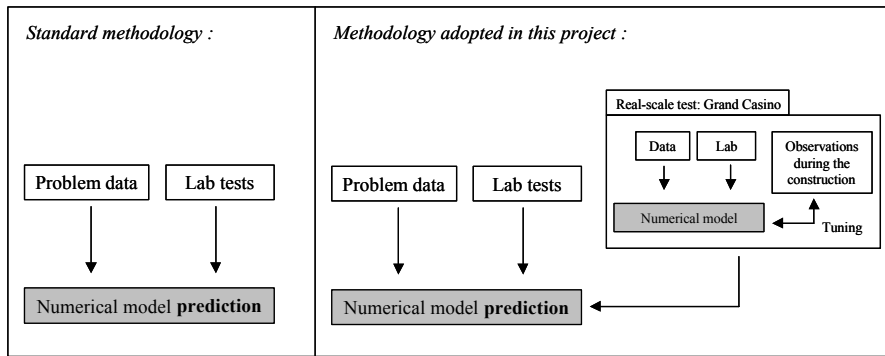 Standard methodology :
Problem data
Lab tests
Numerical model prediction
Methodology adopted in this project :
Problem data
Lab tests
Numerical model prediction
Real-scale test: Grand Casino
Data
Lab
Observations
during the
construction
Numerical model
Tuning